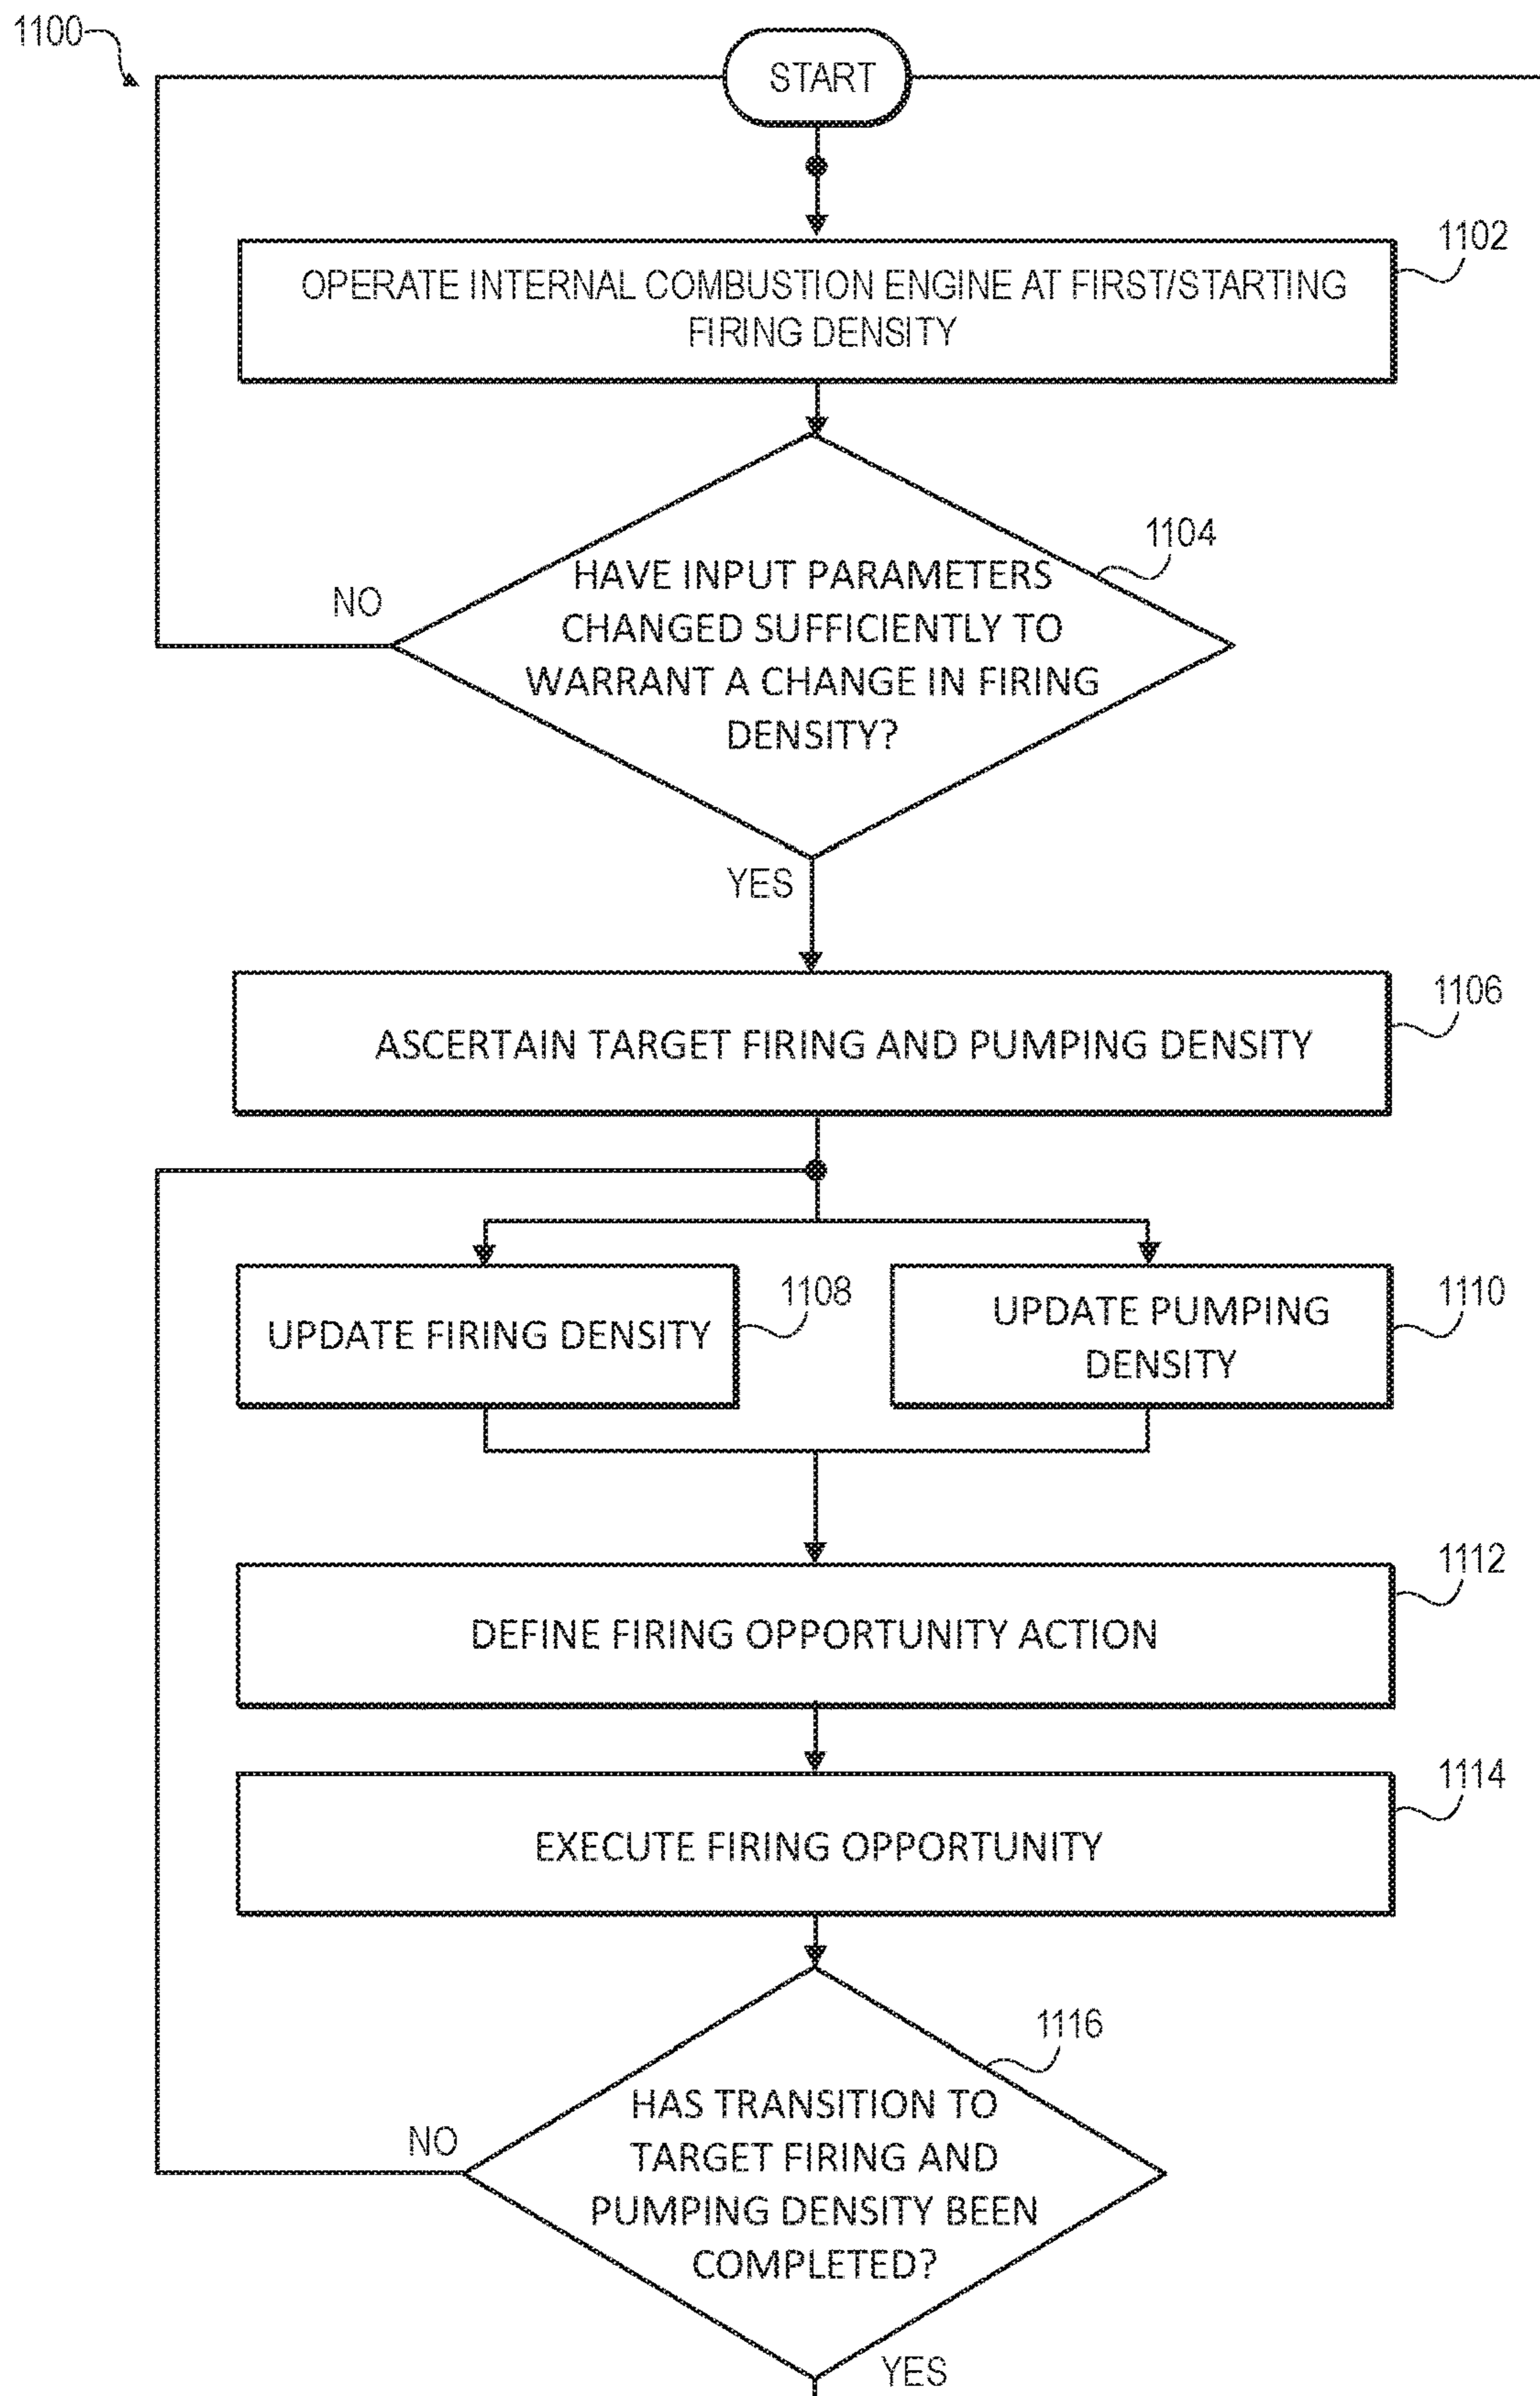 1100
START
1102
OPERATE INTERNAL COMBUSTION ENGINE AT FIRST/STARTING
FIRING DENSITY
1104
HAVE INPUT PARAMETERS
CHANGED SUFFICIENTLY TO
WARRANT A CHANGE IN FIRING
DENSITY?
NO
YES
1106
ASCERTAIN TARGET FIRING AND PUMPING DENSITY
1108
UPDATE FIRING DENSITY
1110
UPDATE PUMPING
DENSITY
1112
DEFINE FIRING OPPORTUNITY ACTION
1114
EXECUTE FIRING OPPORTUNITY
1116
HAS TRANSITION TO
TARGET FIRING AND
PUMPING DENSITY BEEN
COMPLETED?
NO
YES